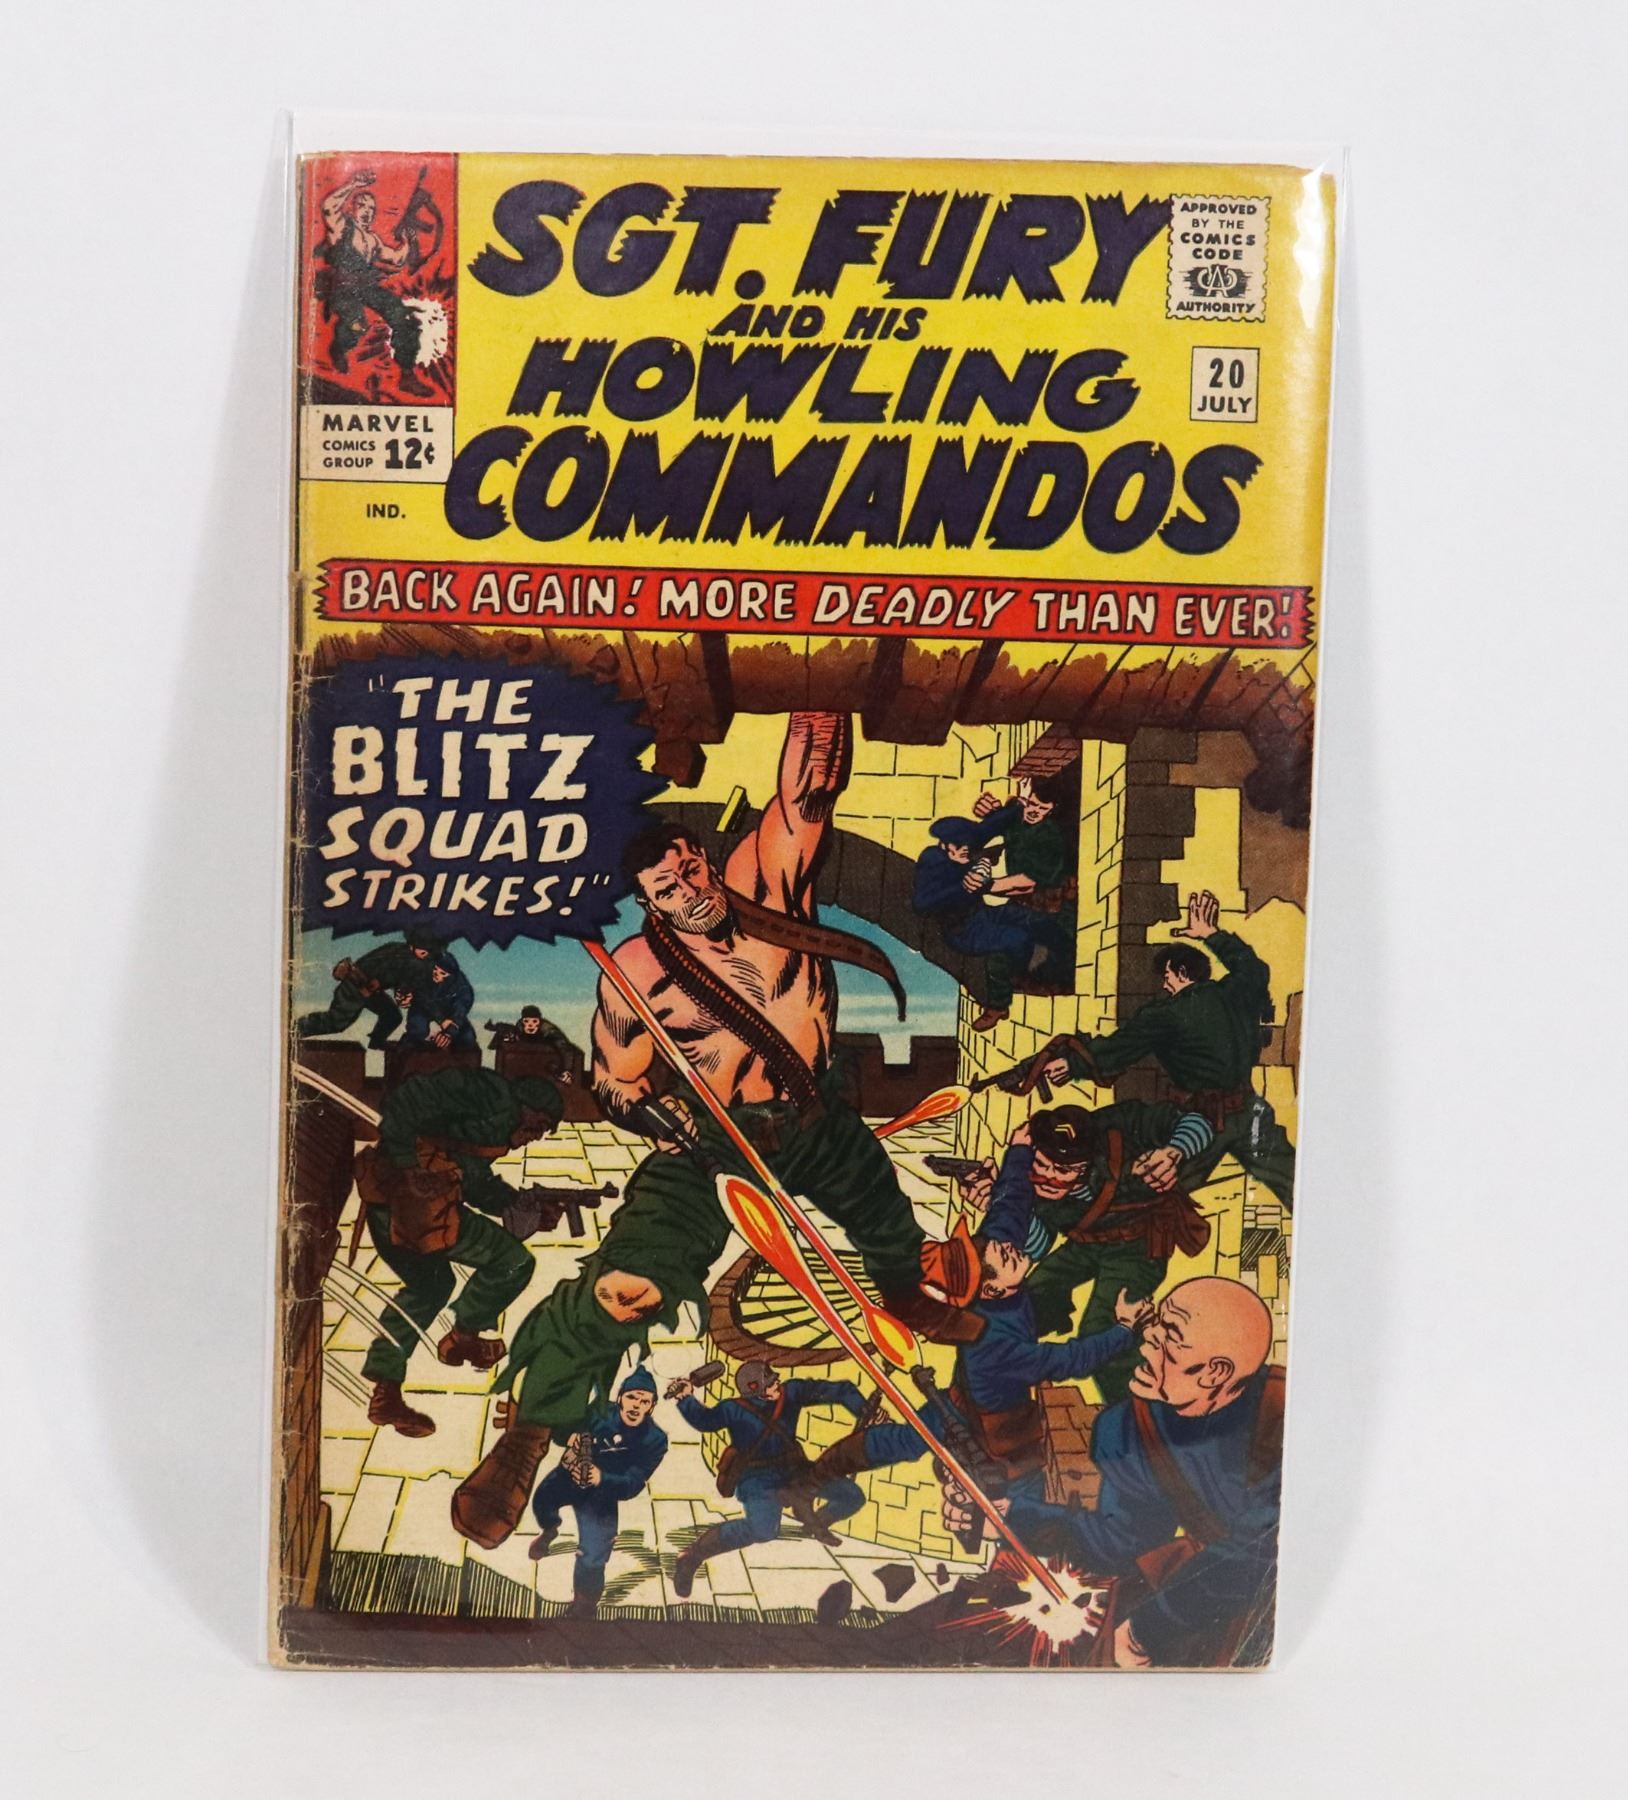 SGT. FURY
AND HIS
HOWLING
COMMANDOS
APPROVED
BY THE
COMICS
CODE
CA
AUTHORITY
20
JULY
MARVEL
COMICS
GROUP 12¢
IND.
BACK AGAIN! MORE DEADLY THAN EVER!
"THE
BLITZ
SQUAD
STRIKES!"